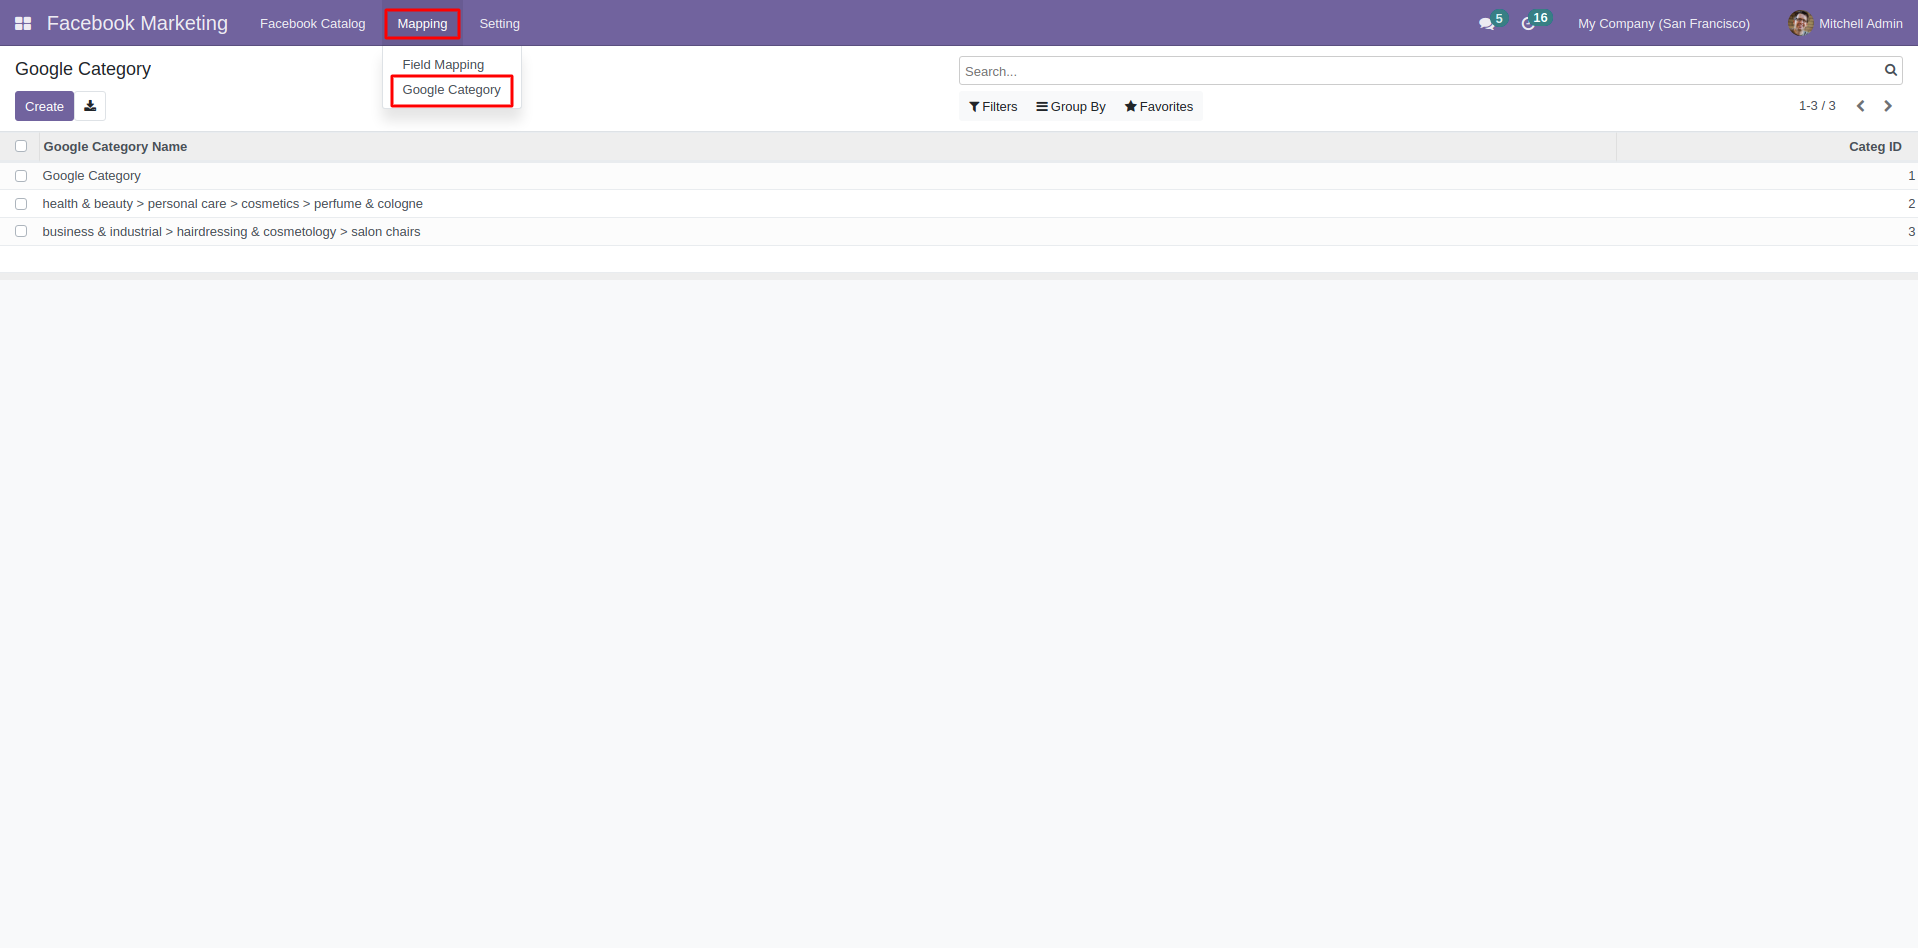 Facebook Marketing Facebook Catalog Mapping Setting 5 16 My Company (San Francisco) Mitchell Admin
Field Mapping
Google Category
Google Category
Search...
Create
Filters Group By Favorites 1-3 / 3
Google Category Name Categ ID
Google Category 1
health & beauty > personal care > cosmetics > perfume & cologne 2
business & industrial > hairdressing & cosmetology > salon chairs 3